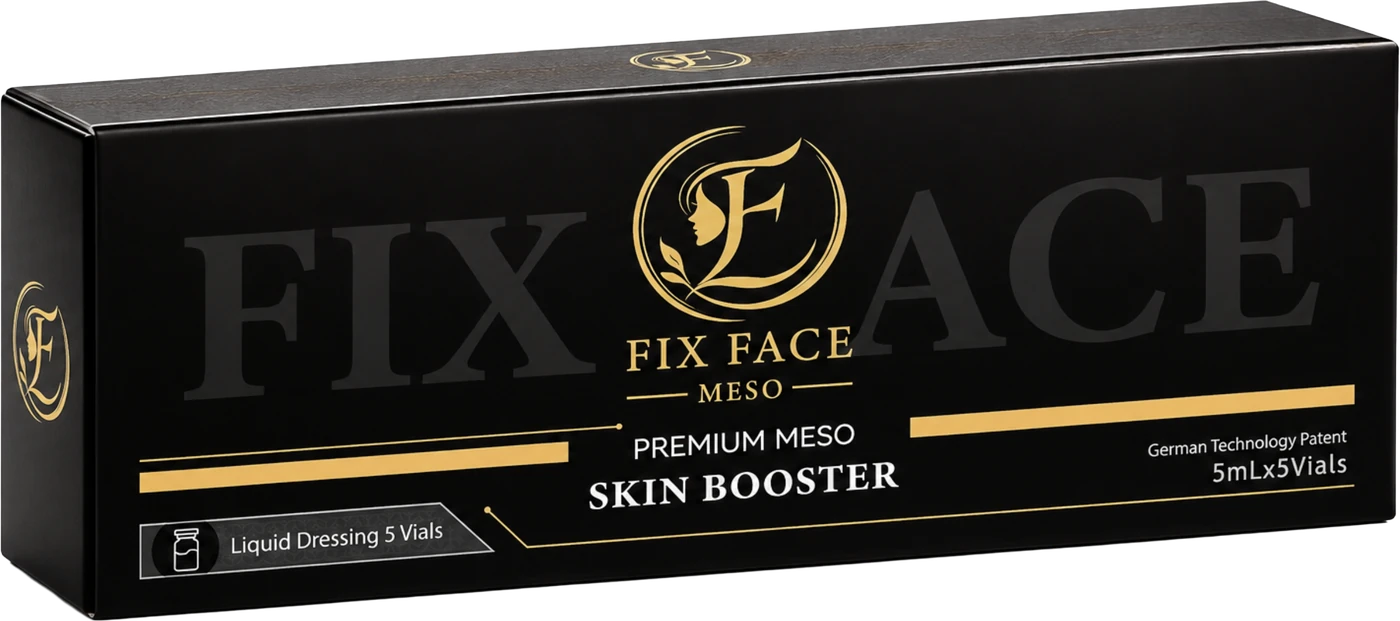 FIX FACE
FIX FACE
MESO
PREMIUM MESO
SKIN BOOSTER
German Technology Patent
5mLx5Vials
Liquid Dressing 5 Vials